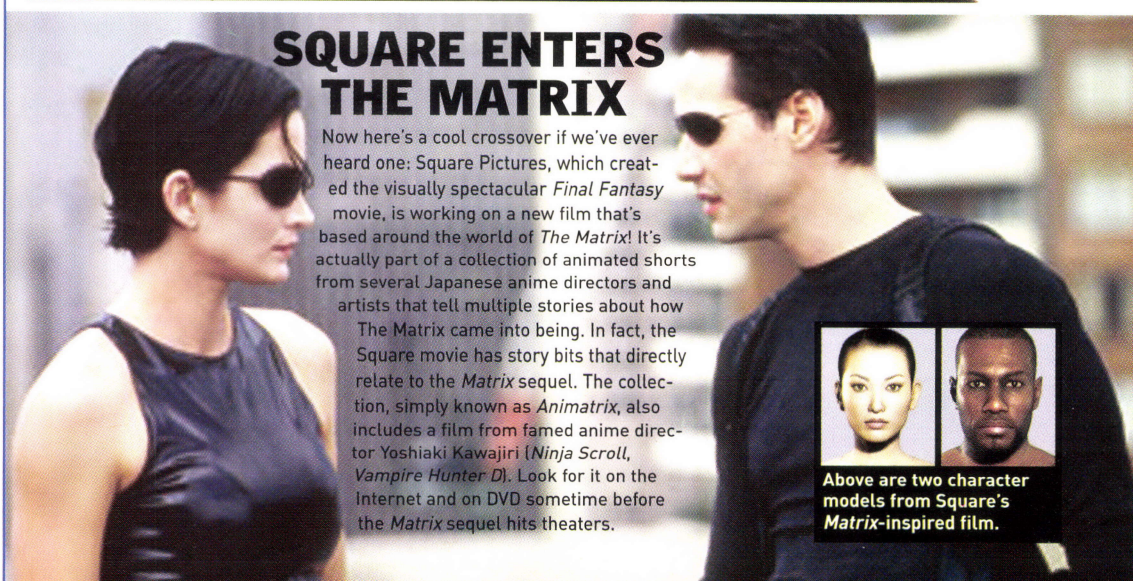 SQUARE ENTERS
THE MATRIX
Now here's a cool crossover if we've ever
heard one: Square Pictures, which creat-
ed the visually spectacular Final Fantasy
movie, is working on a new film that's
based around the world of The Matrix! It's
actually part of a collection of animated shorts
from several Japanese anime directors and
artists that tell multiple stories about how
The Matrix came into being. In fact, the
Square movie has story bits that directly
relate to the Matrix sequel. The collec-
tion, simply known as Animatrix, also
includes a film from famed anime direc-
tor Yoshiaki Kawajiri (Ninja Scroll,
Vampire Hunter D). Look for it on the
Internet and on DVD sometime before
the Matrix sequel hits theaters.
Above are two character
models from Square's
Matrix-inspired film.